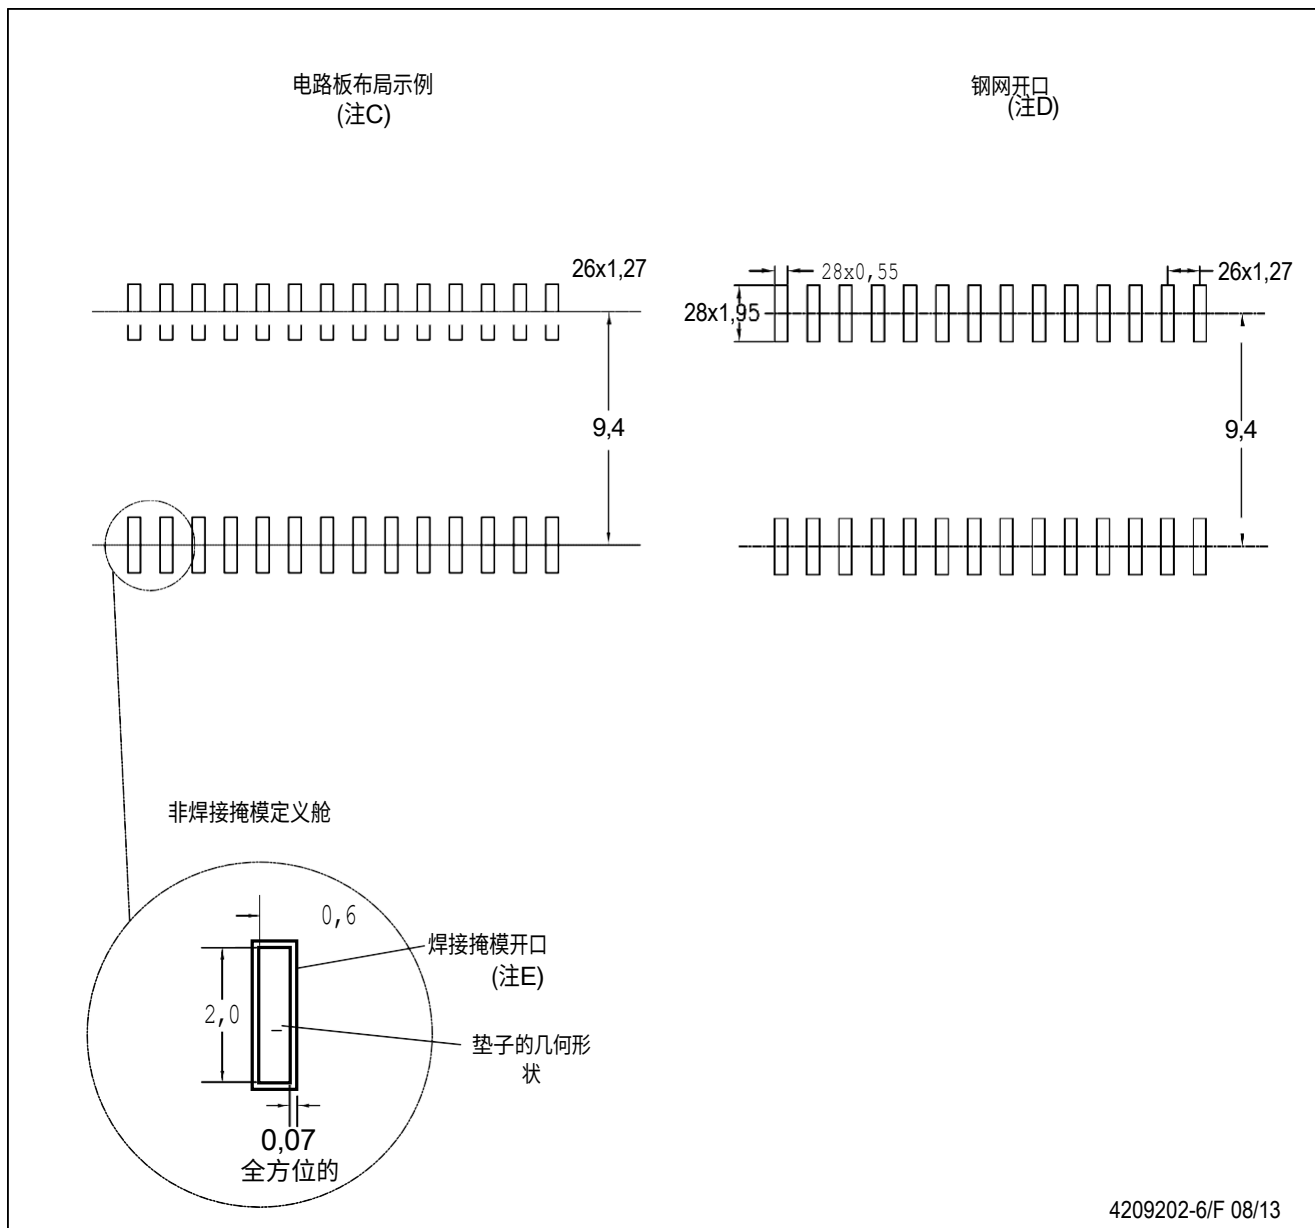 电路板布局示例
(注C)
钢网开口
(注D)
26x1,27
28x0,55
26x1,27
28x1,95
9,4
9,4
非焊接掩模定义舱
0,6
焊接掩模开口
(注E)
2,0
垫子的几何形
状
0,07
全方位的
4209202-6/F 08/13